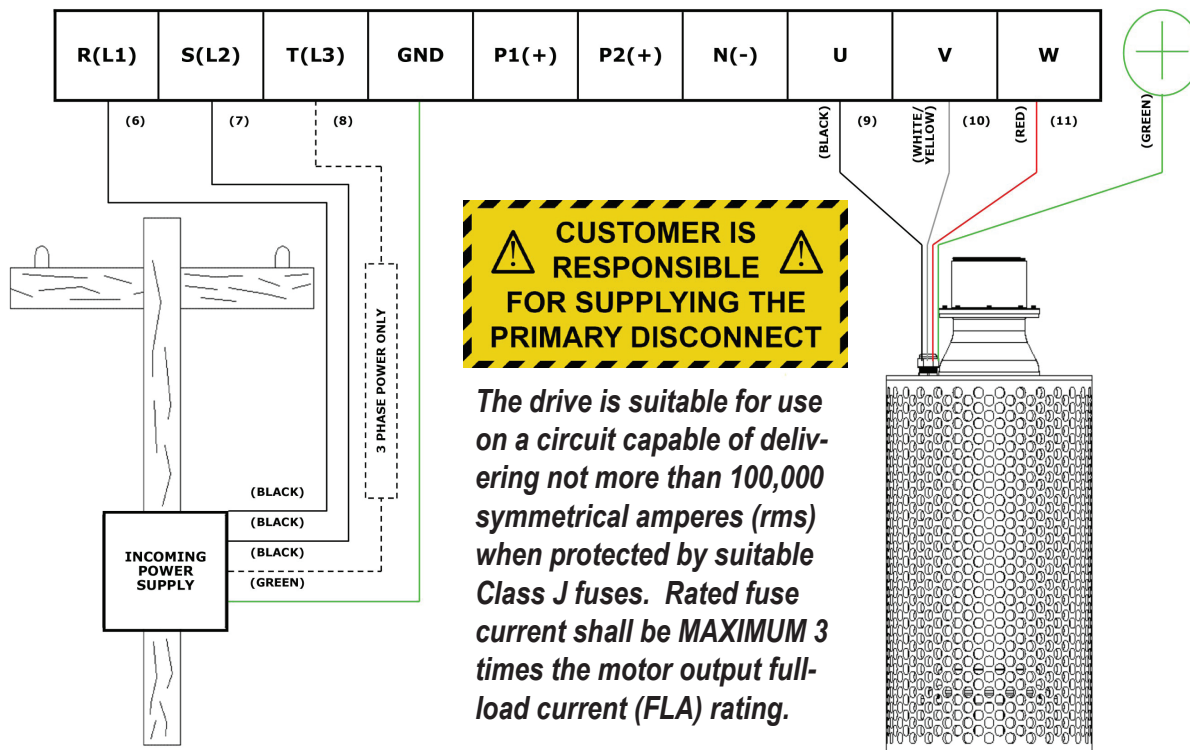 R(L1) S(L2) T(L3) GND P1(+) P2(+) N(-) U V W
(6) (7) (8) (BLACK) (9) (WHITE/
YELLOW) (10) (RED) (11) (GREEN)
CUSTOMER IS
RESPONSIBLE
FOR SUPPLYING THE
PRIMARY DISCONNECT
3 PHASE POWER ONLY
The drive is suitable for use
on a circuit capable of deliv-
ering not more than 100,000
symmetrical amperes (rms)
when protected by suitable
Class J fuses. Rated fuse
current shall be MAXIMUM 3
times the motor output full-
load current (FLA) rating.
(BLACK)
(BLACK)
(BLACK)
(GREEN)
INCOMING
POWER
SUPPLY